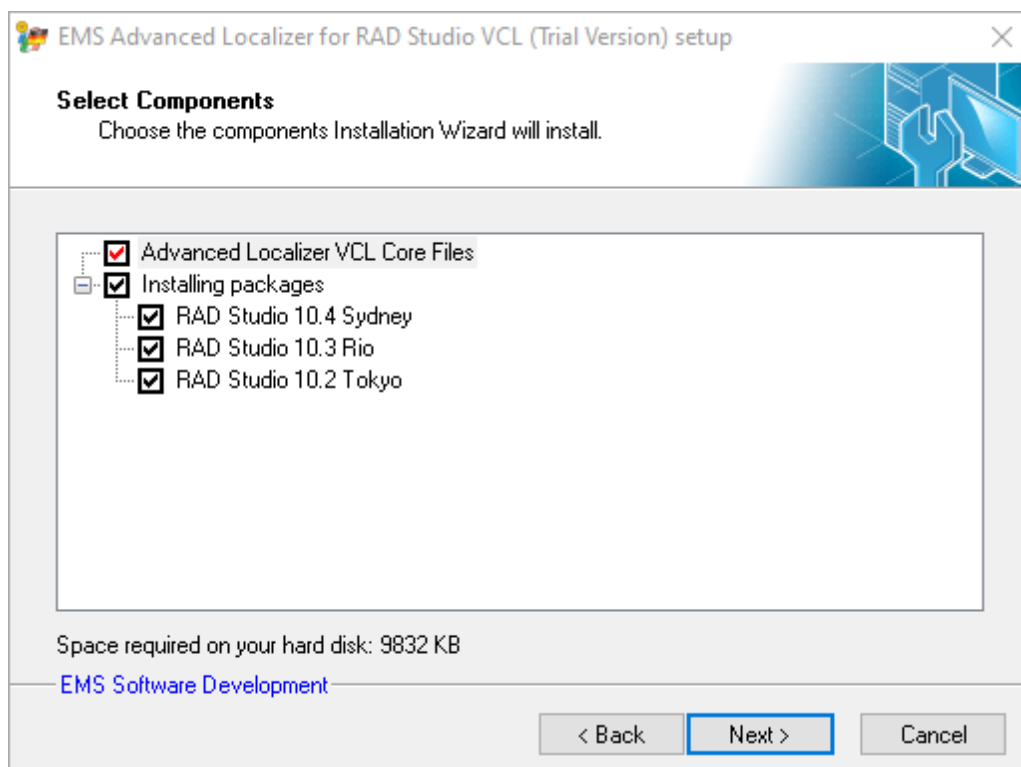 EMS Advanced Localizer for RAD Studio VCL (Trial Version) setup
Select Components
Choose the components Installation Wizard will install.
Advanced Localizer VCL Core Files
Installing packages
RAD Studio 10.4 Sydney
RAD Studio 10.3 Rio
RAD Studio 10.2 Tokyo
Space required on your hard disk: 9832 KB
EMS Software Development
< Back
Next >
Cancel